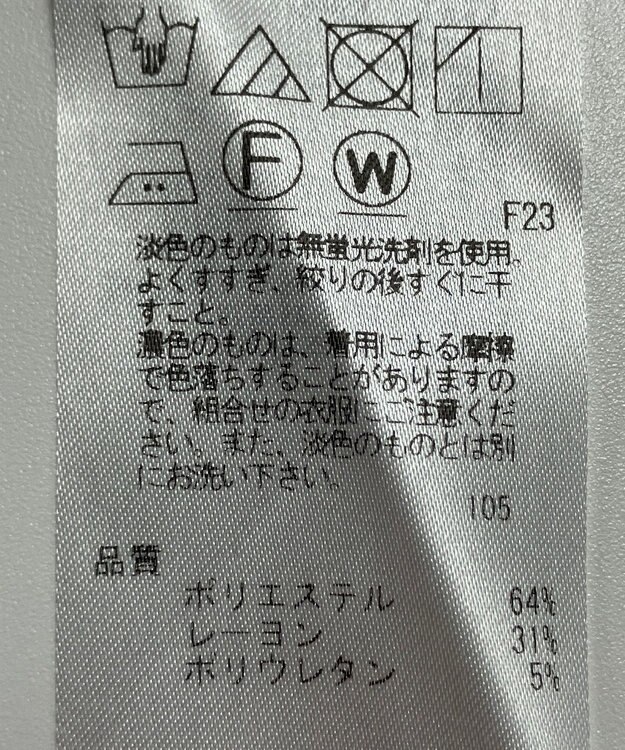 F W
F23
淡色のものは無蛍光洗剤を使用。
よくすすぎ、絞りの後すぐに干
すこと。
濃色のものは、着用による摩擦
で色落ちすることがありますの
で、組合せの衣服にご注意くだ
さい。また、淡色のものとは別
にお洗い下さい。
105
品質
ポリエステル 64%
レーヨン 31%
ポリウレタン 5%